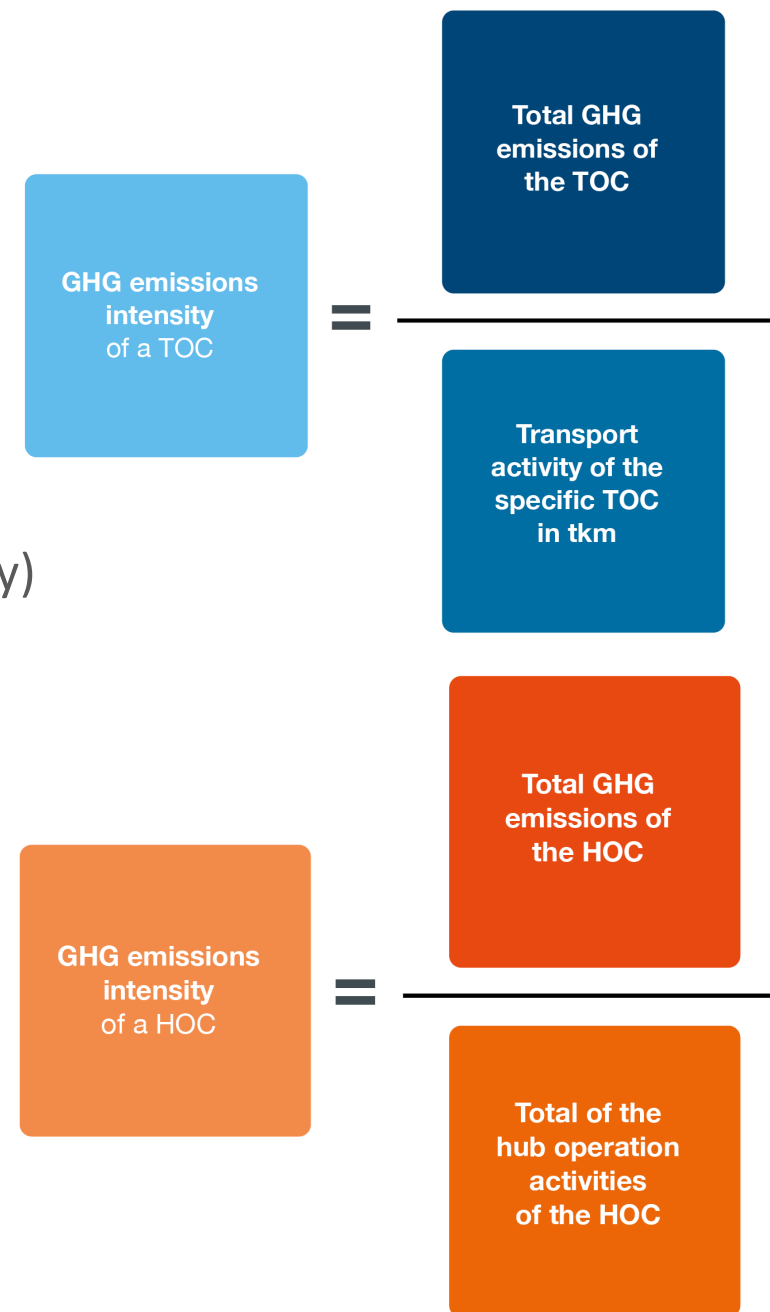 Total GHG
emissions of
the TOC
GHG emissions
intensity
of a TOC
=
Transport
activity of the
specific TOC
in tkm
y)
Total GHG
emissions of
the HOC
GHG emissions
intensity
of a HOC
=
Total of the
hub operation
activities
of the HOC